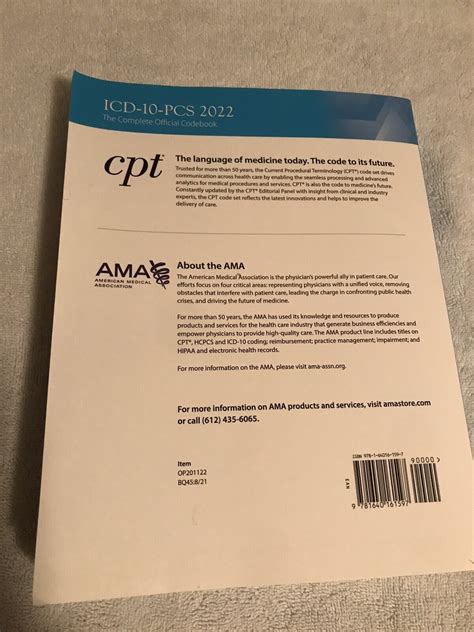 ICD-10-PCS 2022
The Complete Official Codebook
cpt®
The language of medicine today. The code to its future.
Trusted for more than 50 years, the Current Procedural Terminology (CPT®) code set drives
communication across health care by enabling the seamless processing and advanced
analytics for medical procedures and services. CPT® is also the code to medicine's future.
Constantly updated by the CPT® Editorial Panel with insight from clinical and industry
experts, the CPT code set reflects the latest innovations and helps to improve the
delivery of care.
AMA
AMERICAN MEDICAL
ASSOCIATION
About the AMA
The American Medical Association is the physician's powerful ally in patient care. Our
efforts focus on four critical areas: representing physicians with a unified voice, removing
obstacles that interfere with patient care, leading the charge in confronting public health
crises, and driving the future of medicine.
For more than 50 years, the AMA has used its knowledge and resources to produce
products and services for the health care industry that generate business efficiencies and
empower physicians to provide high-quality care. The AMA product line includes titles on
CPT®, HCPCS and ICD-10 coding; reimbursement; practice management; impairment; and
HIPAA and electronic health records.
For more information on the AMA, please visit ama-assn.org.
For more information on AMA products and services, visit amastore.com
or call (612) 435-6065.
Item
OP201122
BQ45:8/21
ISBN 978-1-64016-159-7
90000
EAN
9 781640 161597